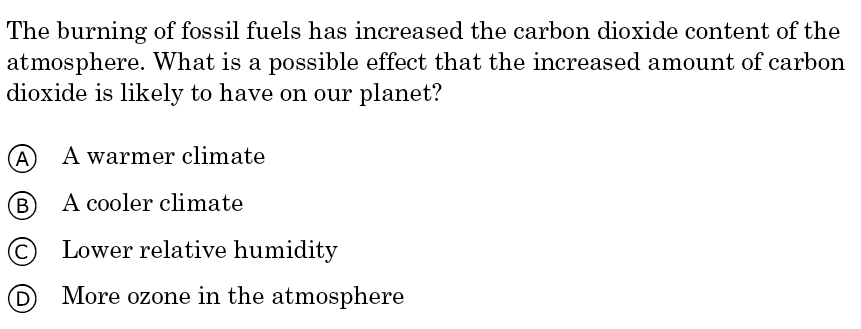 The burning of fossil fuels has increased the carbon dioxide content of the
atmosphere. What is a possible effect that the increased amount of carbon
dioxide is likely to have on our planet?
A A warmer climate
B A cooler climate
C Lower relative humidity
D More ozone in the atmosphere